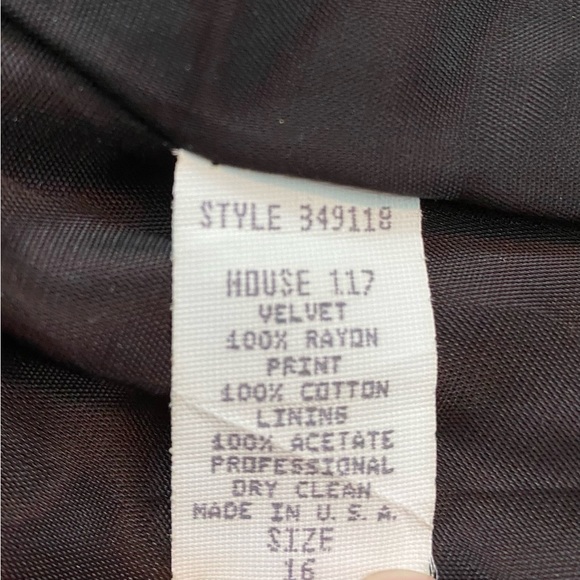 STYLE 349118
HOUSE 117
VELVET
100% RAYON
PRINT
100% COTTON
LINING
100% ACETATE
PROFESSIONAL
DRY CLEAN
MADE IN U.S.A.
SIZE
16